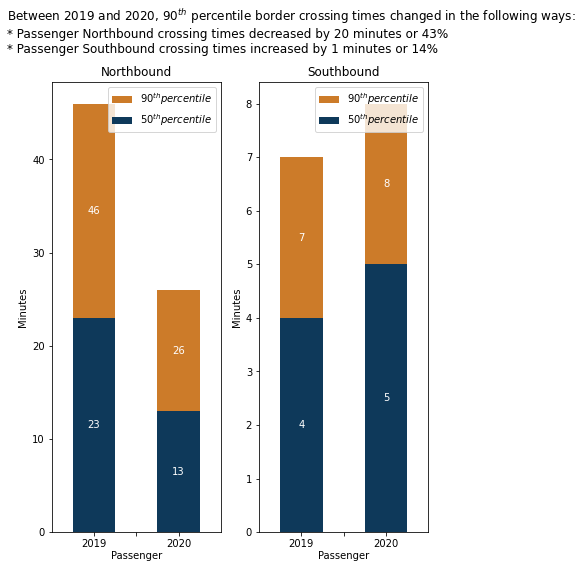 Between 2019 and 2020, 90th percentile border crossing times changed in the following ways:
* Passenger Northbound crossing times decreased by 20 minutes or 43%
* Passenger Southbound crossing times increased by 1 minutes or 14%
Northbound
90th percentile
50th percentile
40
30
20
10
0
Minutes
46
23
26
13
2019
2020
Passenger
Southbound
90th percentile
50th percentile
8
7
6
5
4
3
2
1
0
Minutes
7
4
8
5
2019
2020
Passenger